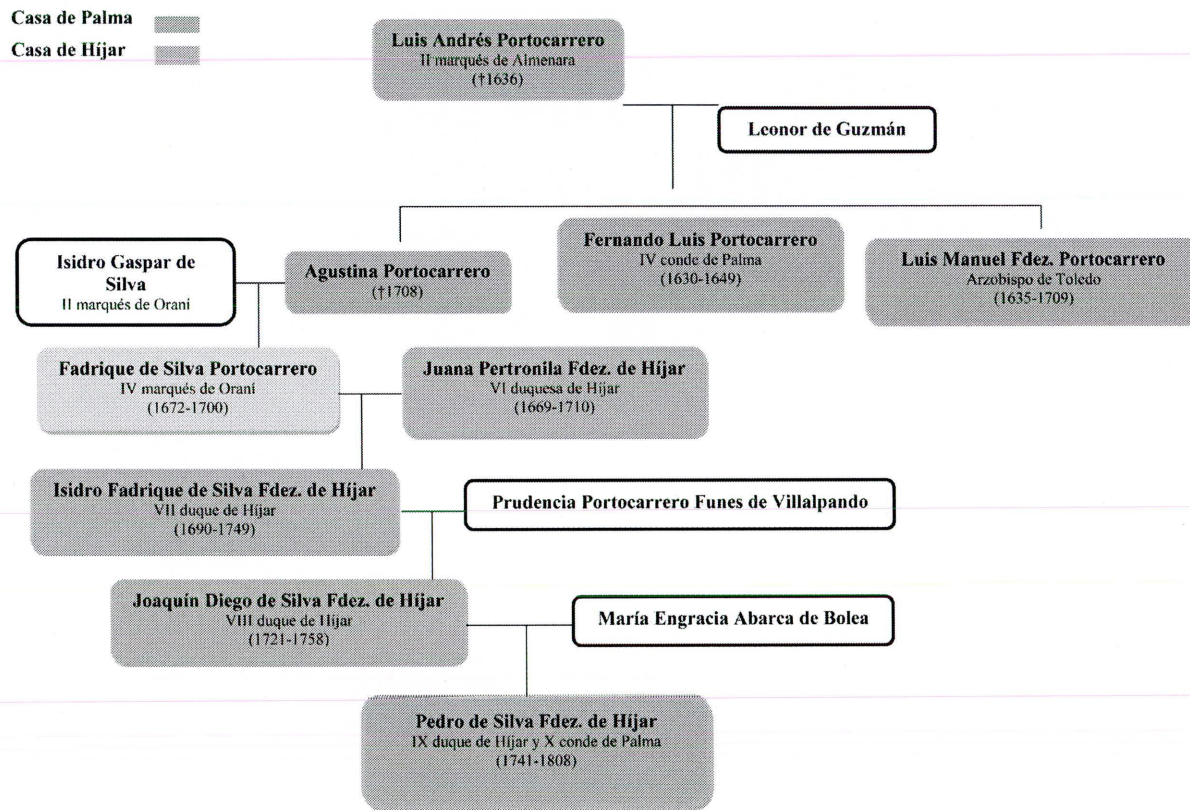 Casa de Palma
Casa de Híjar
Luis Andrés Portocarrero
II marqués de Almenara
(†1636)
Leonor de Guzmán
Isidro Gaspar de
Silva
II marqués de Oraní
Agustina Portocarrero
(†1708)
Fernando Luis Portocarrero
IV conde de Palma
(1630-1649)
Luis Manuel Fdez. Portocarrero
Arzobispo de Toledo
(1635-1709)
Fadrique de Silva Portocarrero
IV marqués de Oraní
(1672-1700)
Juana Pertronila Fdez. de Híjar
VI duquesa de Híjar
(1669-1710)
Isidro Fadrique de Silva Fdez. de Híjar
VII duque de Híjar
(1690-1749)
Prudencia Portocarrero Funes de Villalpando
Joaquín Diego de Silva Fdez. de Híjar
VIII duque de Híjar
(1721-1758)
María Engracia Abarca de Bolea
Pedro de Silva Fdez. de Híjar
IX duque de Híjar y X conde de Palma
(1741-1808)